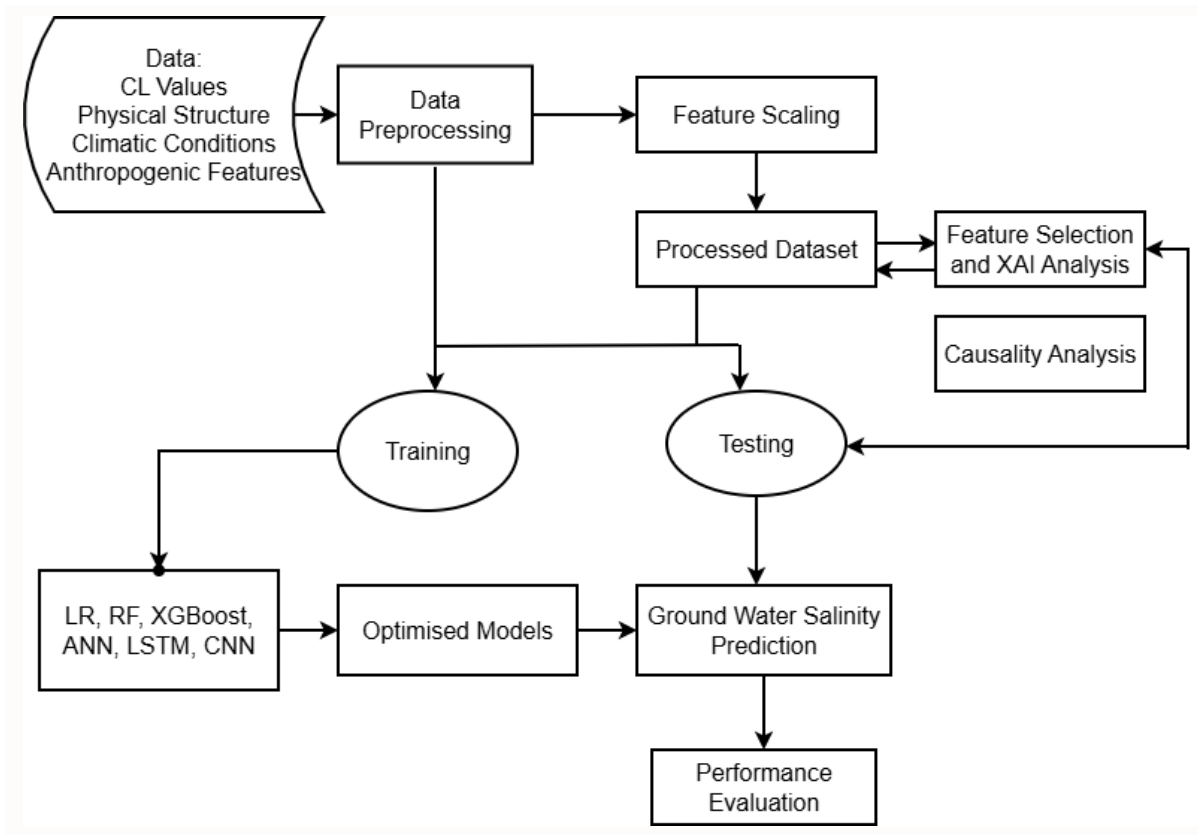 Data:
CL Values
Physical Structure
Climatic Conditions
Anthropogenic Features
Data
Preprocessing
Feature Scaling
Processed Dataset
Feature Selection
and XAI Analysis
Causality Analysis
Training
Testing
LR, RF, XGBoost,
ANN, LSTM, CNN
Optimised Models
Ground Water Salinity
Prediction
Performance
Evaluation